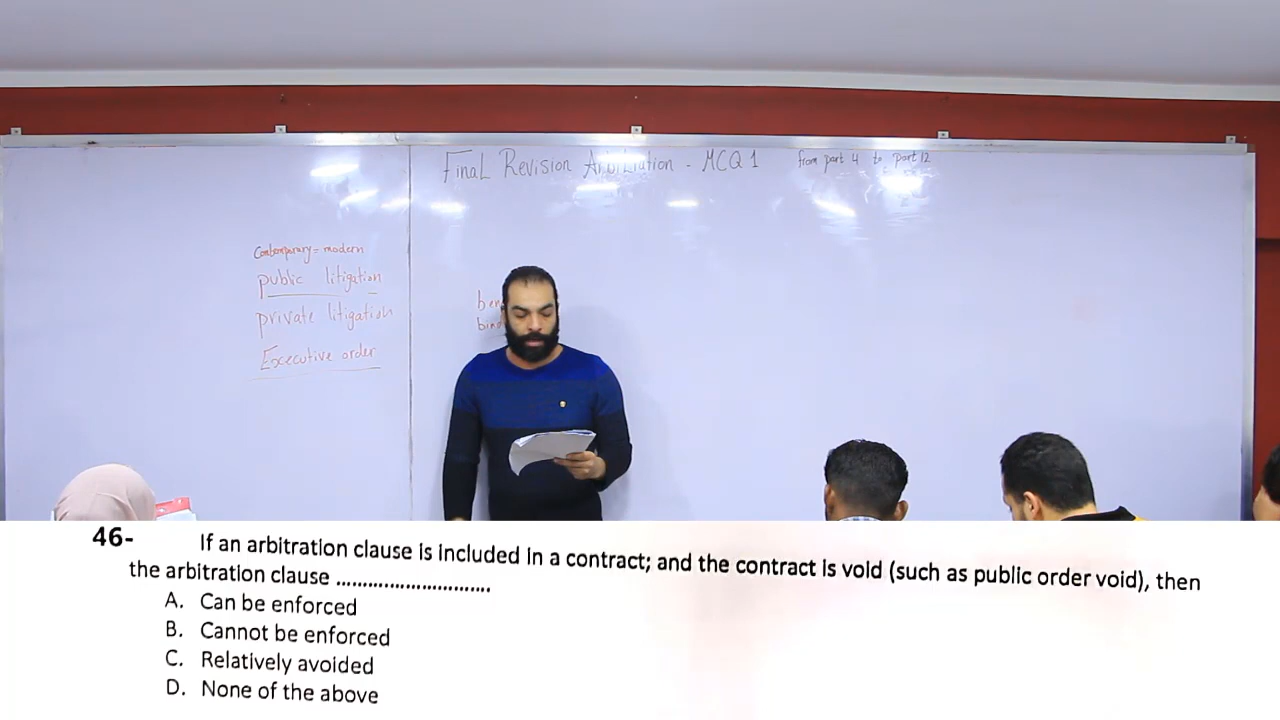 Final Revision Arbitration - MCQ 1 from part 4 to part 12
Contemporary = modern
public litigation
private litigation
Excecutive order
46- If an arbitration clause is included in a contract; and the contract is void (such as public order void), then
the arbitration clause ..............................
A. Can be enforced
B. Cannot be enforced
C. Relatively avoided
D. None of the above